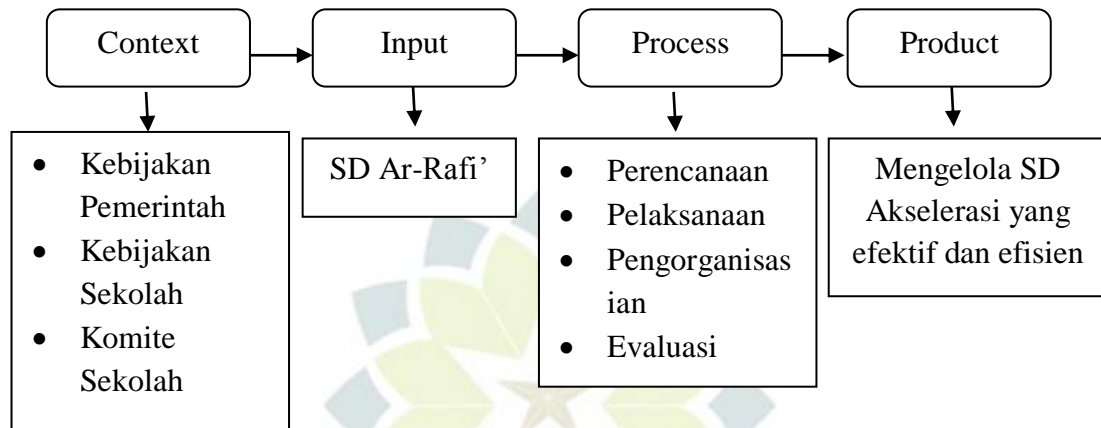 Context
Input
Process
Product
• Kebijakan
Pemerintah
• Kebijakan
Sekolah
• Komite
Sekolah
SD Ar-Rafi’
• Perencanaan
• Pelaksanaan
• Pengorganisas
ian
• Evaluasi
Mengelola SD
Akselerasi yang
efektif dan efisien